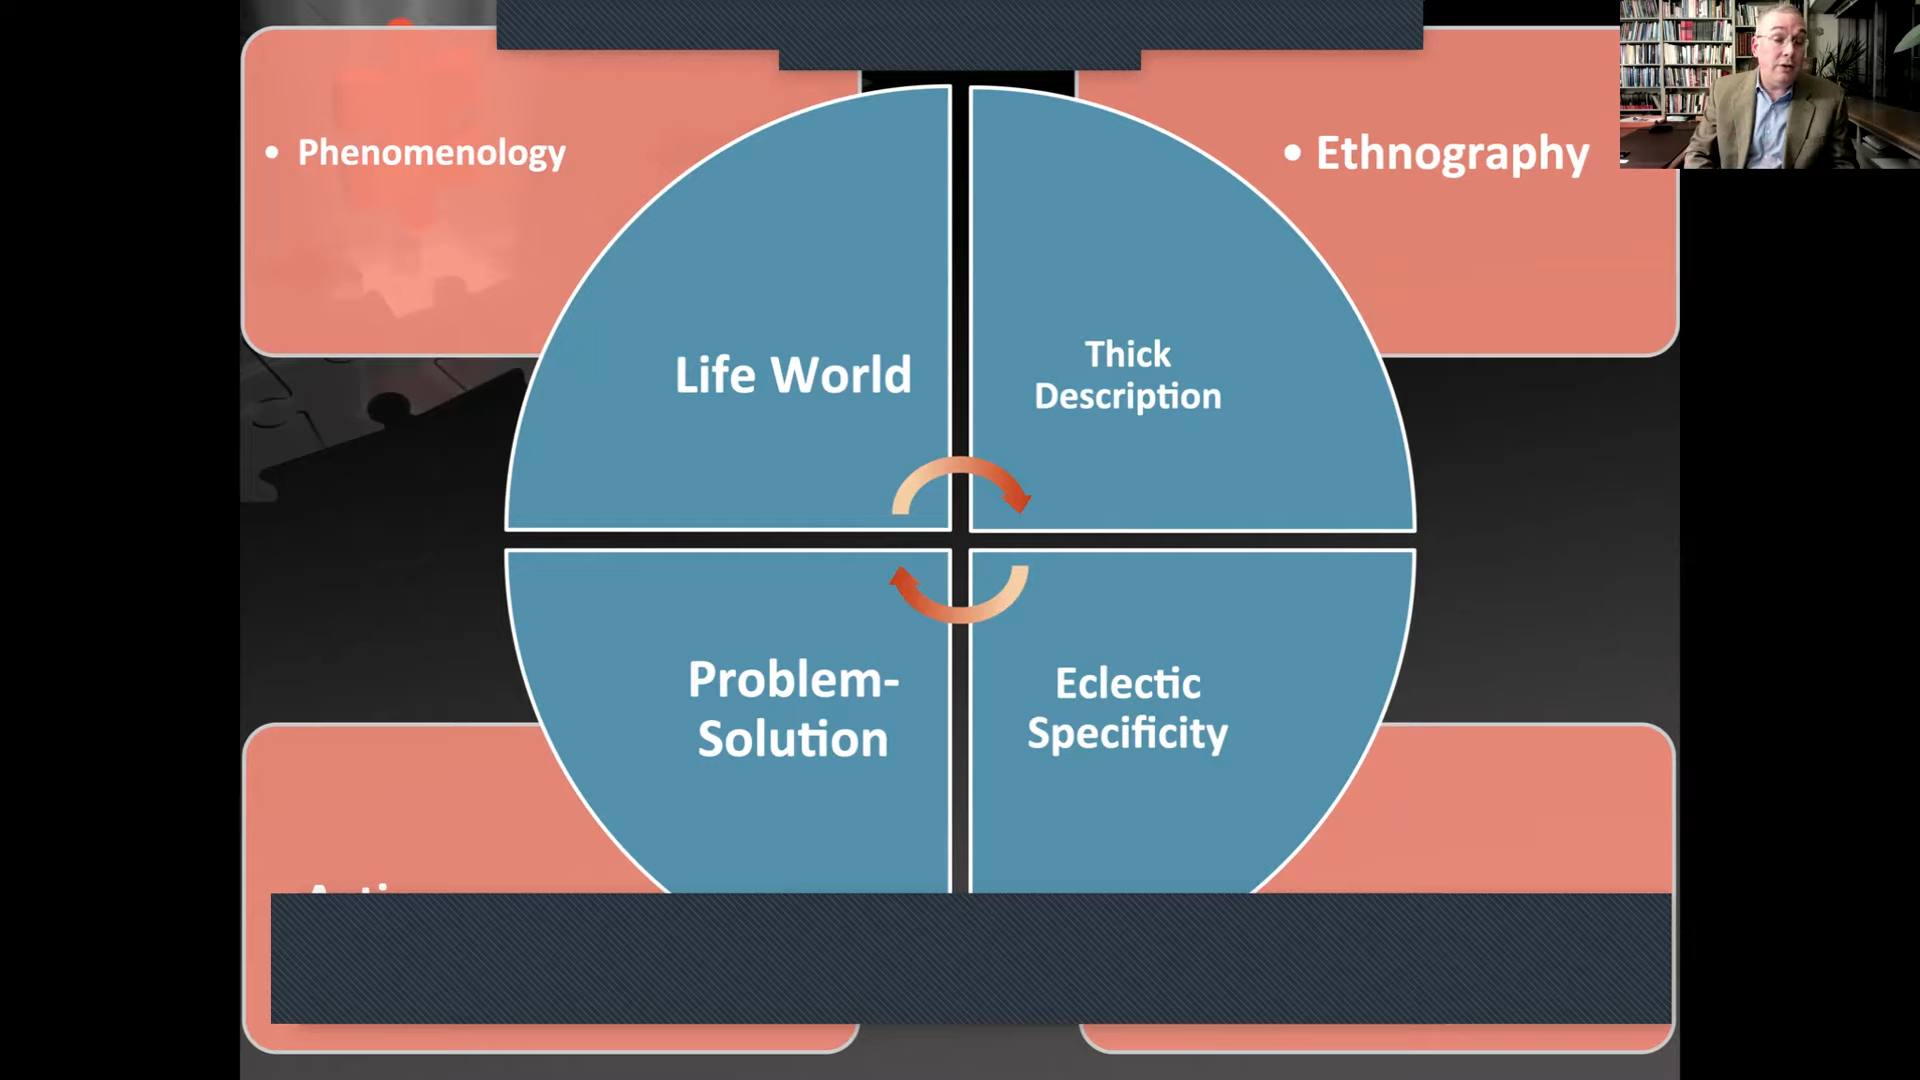 • Phenomenology
• Ethnography
Life World
Thick
Description
Problem-
Solution
Eclectic
Specificity